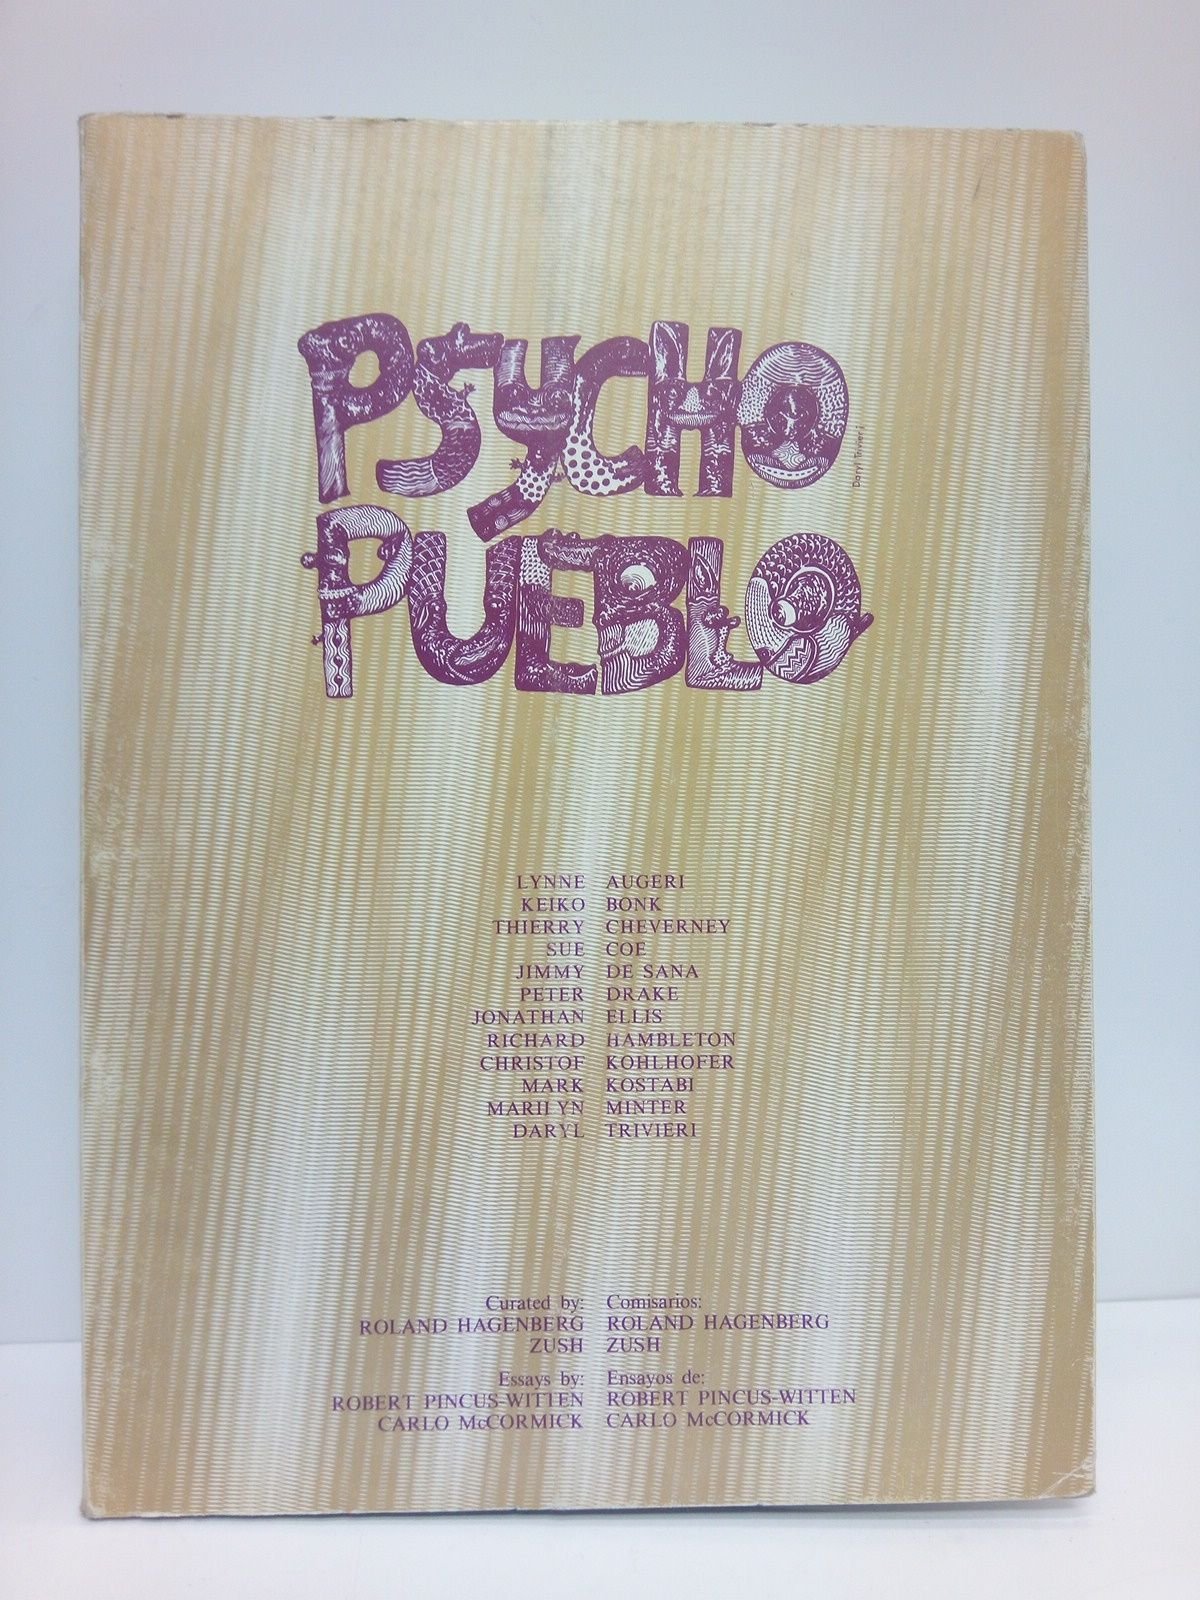 PSYCHO
Daryl Trivieri
PUEBLO
LYNNE AUGERI
KEIKO BONK
THIERRY CHEVERNEY
SUE COE
JIMMY DE SANA
PETER DRAKE
JONATHAN ELLIS
RICHARD HAMBLETON
CHRISTOF KOHLHOFER
MARK KOSTABI
MARILYN MINTER
DARYL TRIVIERI
Curated by: Comisarios:
ROLAND HAGENBERG ROLAND HAGENBERG
ZUSH ZUSH
Essays by: Ensayos de:
ROBERT PINCUS-WITTEN ROBERT PINCUS-WITTEN
CARLO McCORMICK CARLO McCORMICK